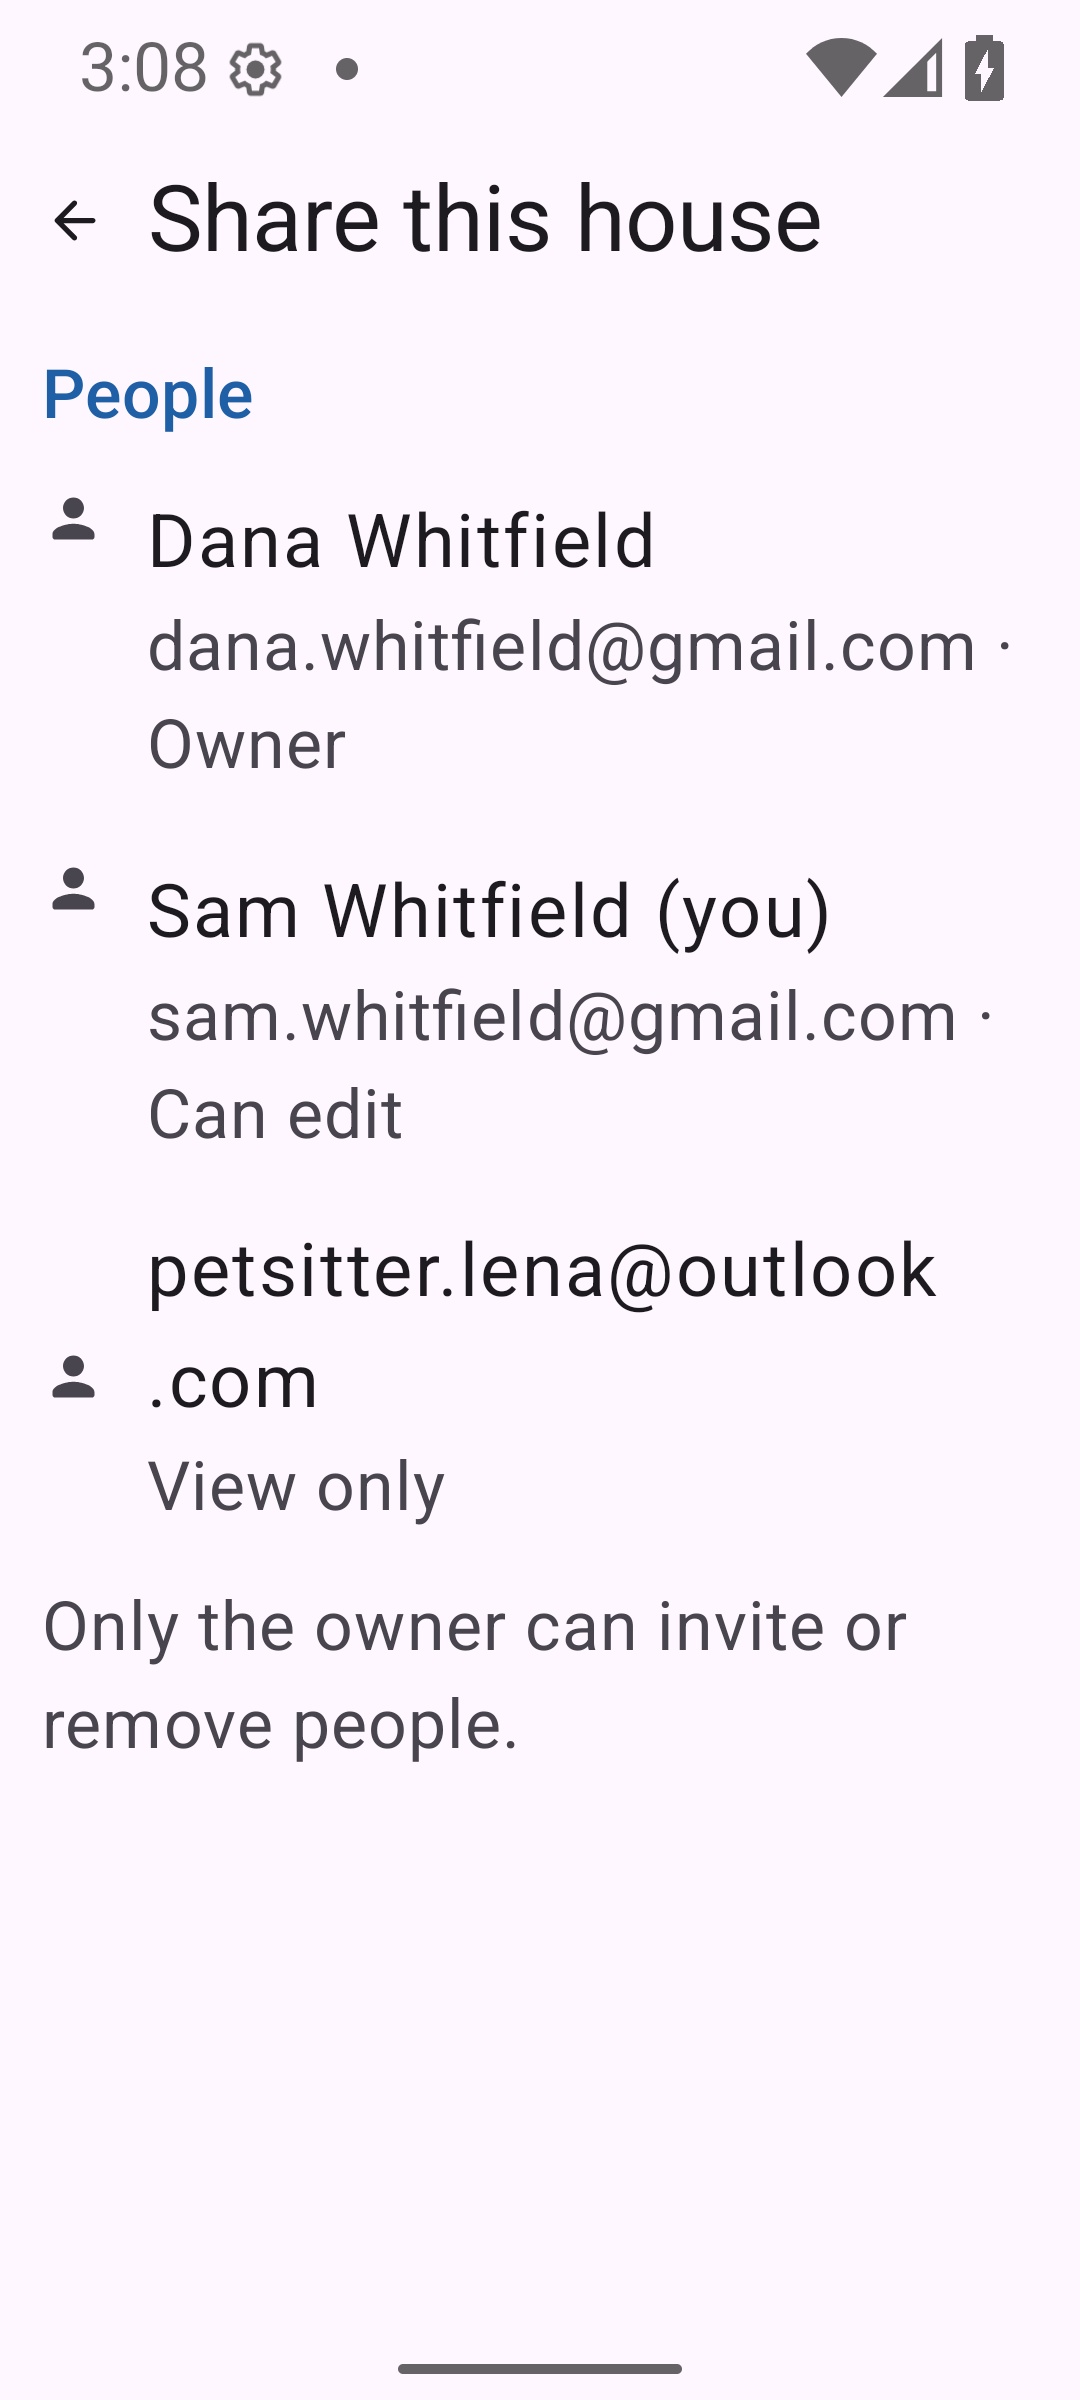 3:08
Share this house
People
Dana Whitfield
dana.whitfield@gmail.com ·
Owner
Sam Whitfield (you)
sam.whitfield@gmail.com ·
Can edit
petsitter.lena@outlook
.com
View only
Only the owner can invite or
remove people.